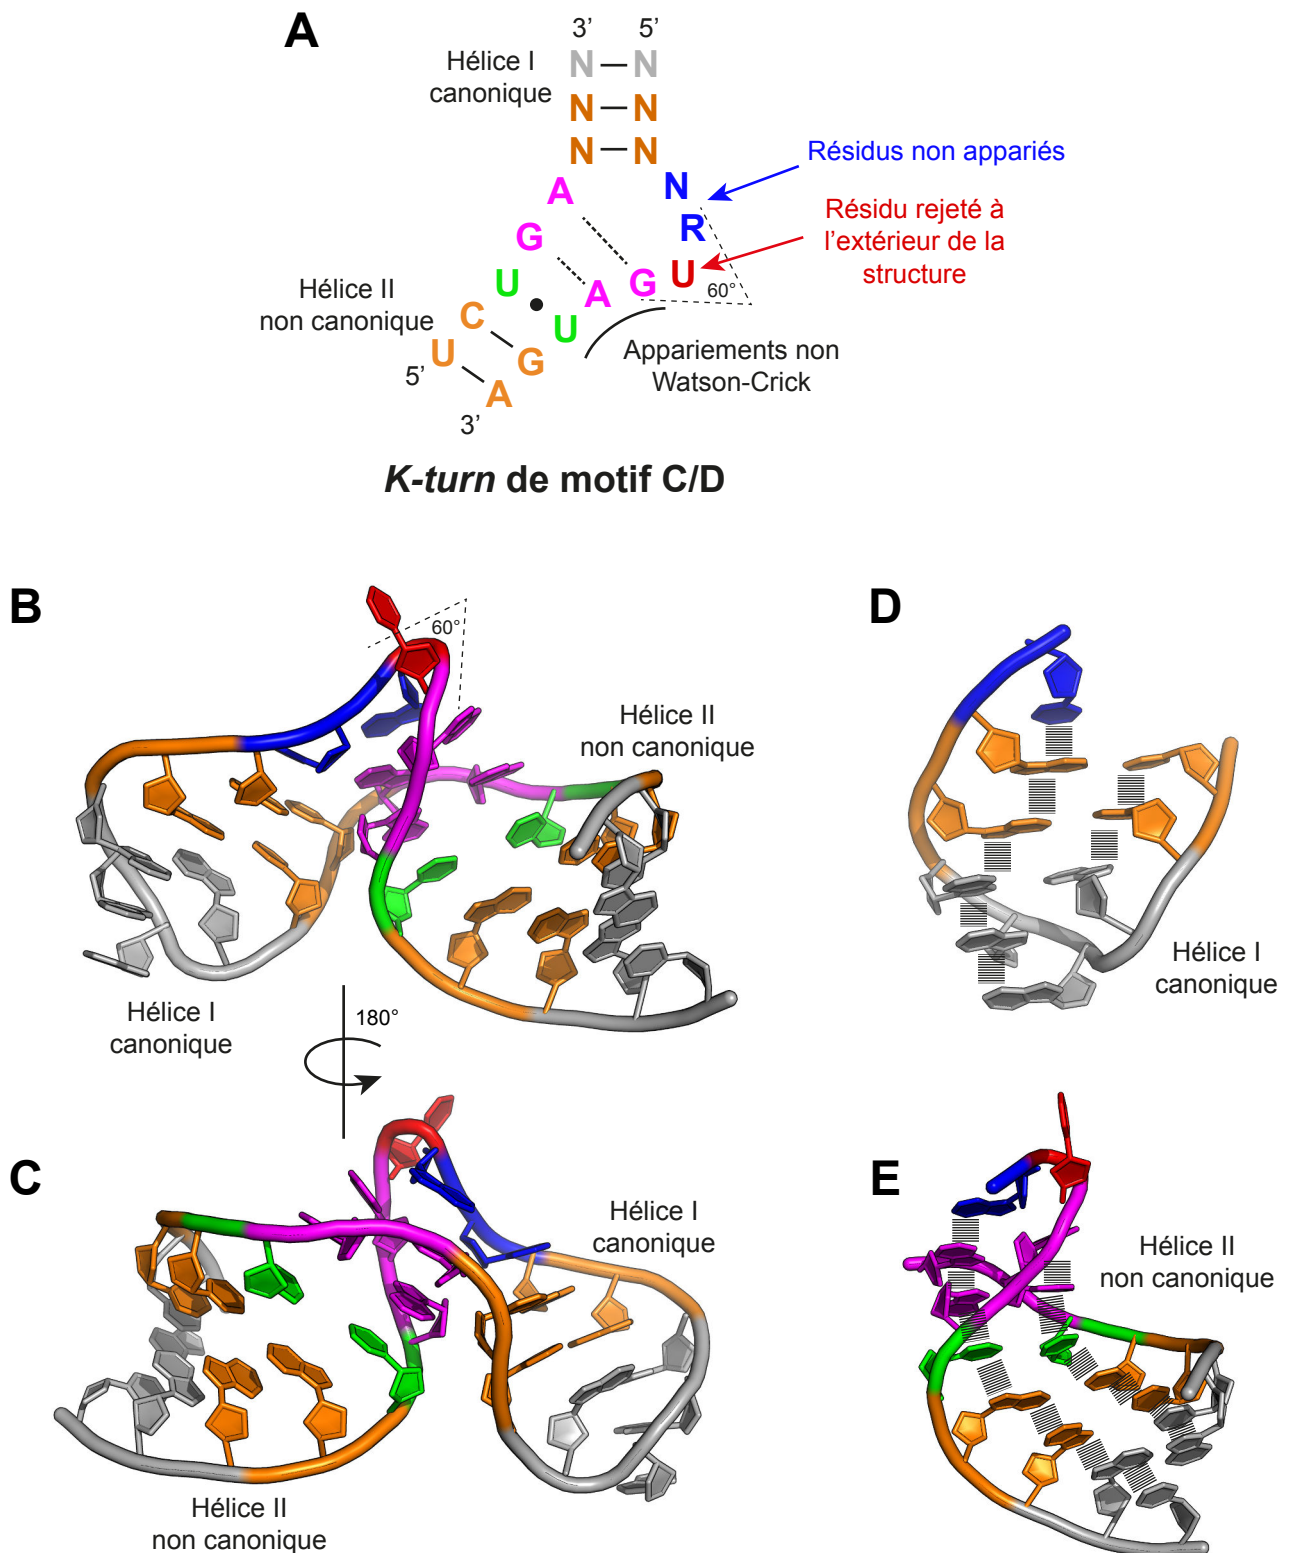 A
3’ 5’
Hélice I
canonique
N N
N N
N N
Résidus non appariés
A N
R
Résidu rejeté à
l’extérieur de la
structure
G
U A G U
60°
Hélice II
non canonique
C U
U G
5’
A
3’
Appariements non
Watson-Crick
K-turn de motif C/D
B
60°
Hélice II
non canonique
Hélice I
canonique
180°
D
Hélice I
canonique
C
Hélice I
canonique
Hélice II
non canonique
E
Hélice II
non canonique